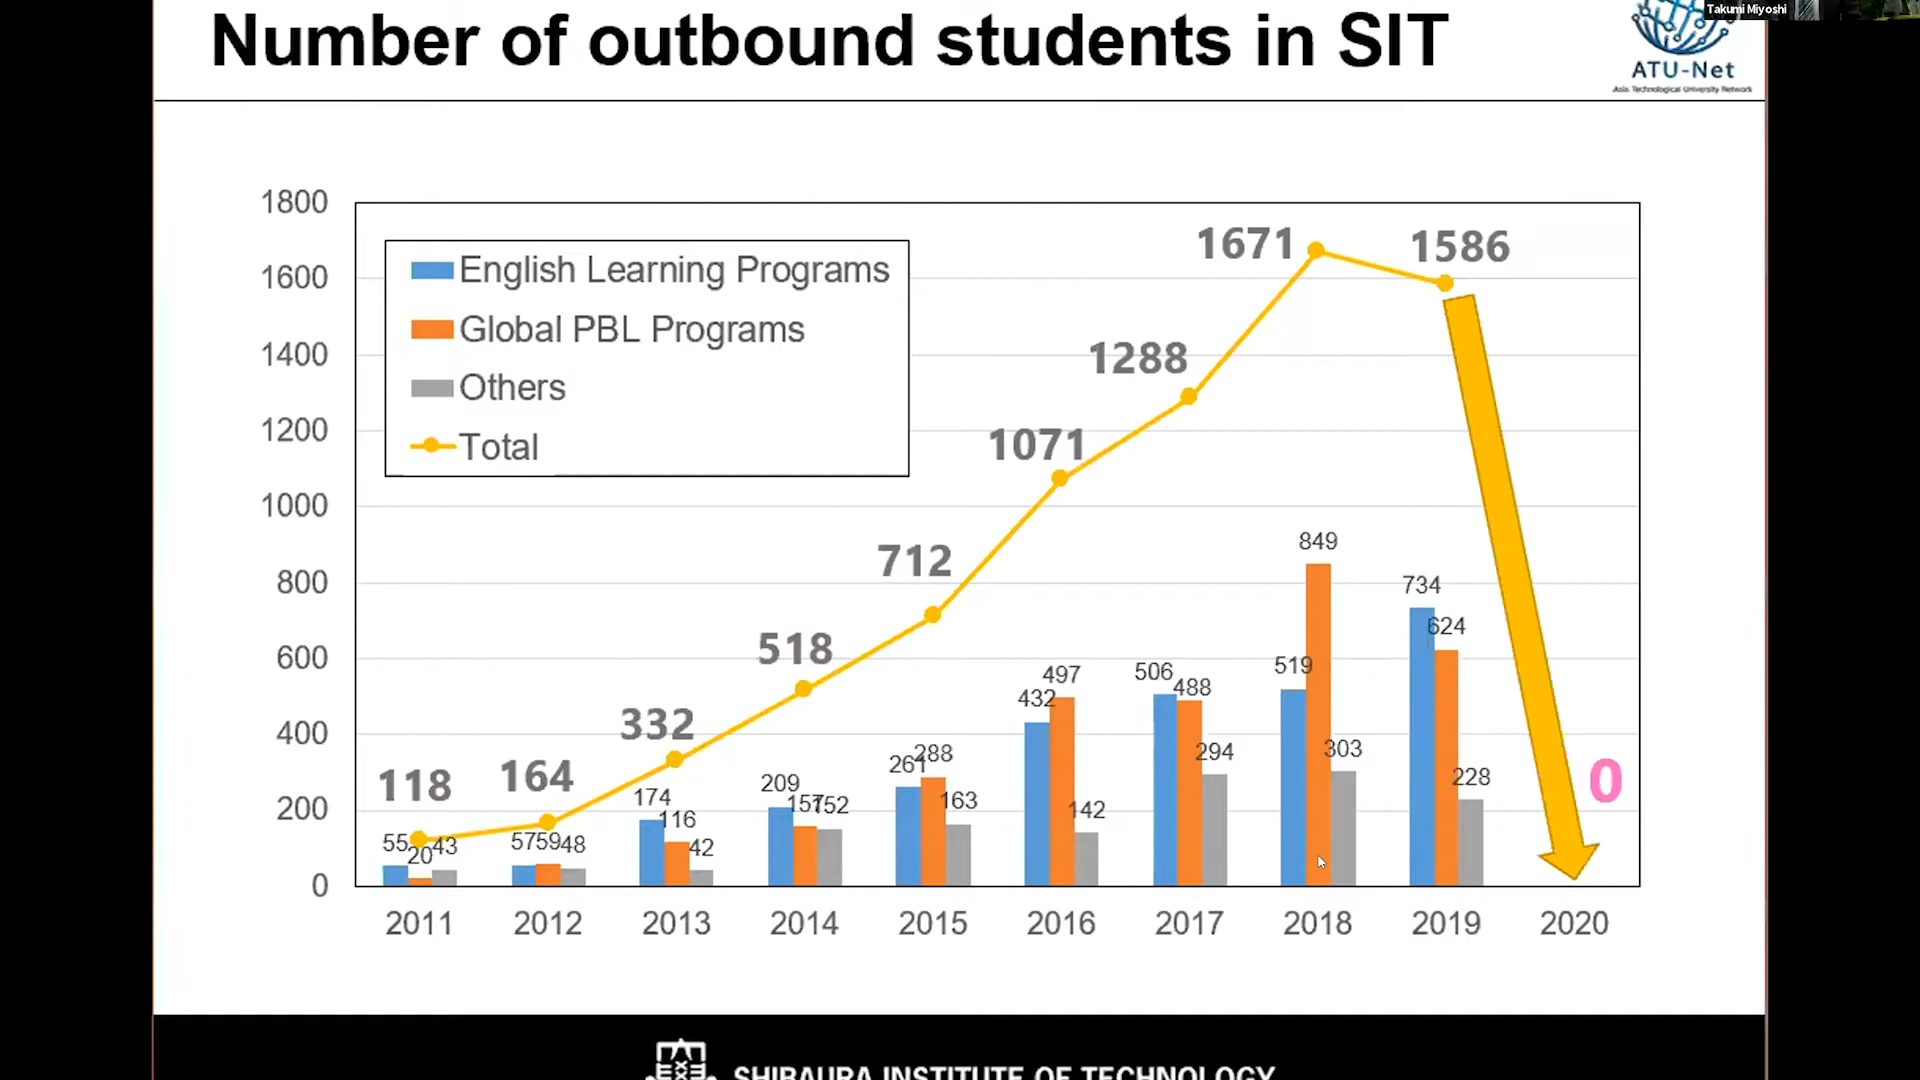 Takumi Miyoshi
Number of outbound students in SIT
ATU-Net
Asia Technological University Network
1800
1600
1400
1200
1000
800
600
400
200
0
English Learning Programs
Global PBL Programs
Others
Total
118
164
332
518
712
1071
1288
1671
1586
0
55 20 43
57 59 48
174 116 42
209 157 152
261 288 163
432 497 142
506 488 294
519 849 303
734 624 228
2011 2012 2013 2014 2015 2016 2017 2018 2019 2020
SHIBAURA INSTITUTE OF TECHNOLOGY